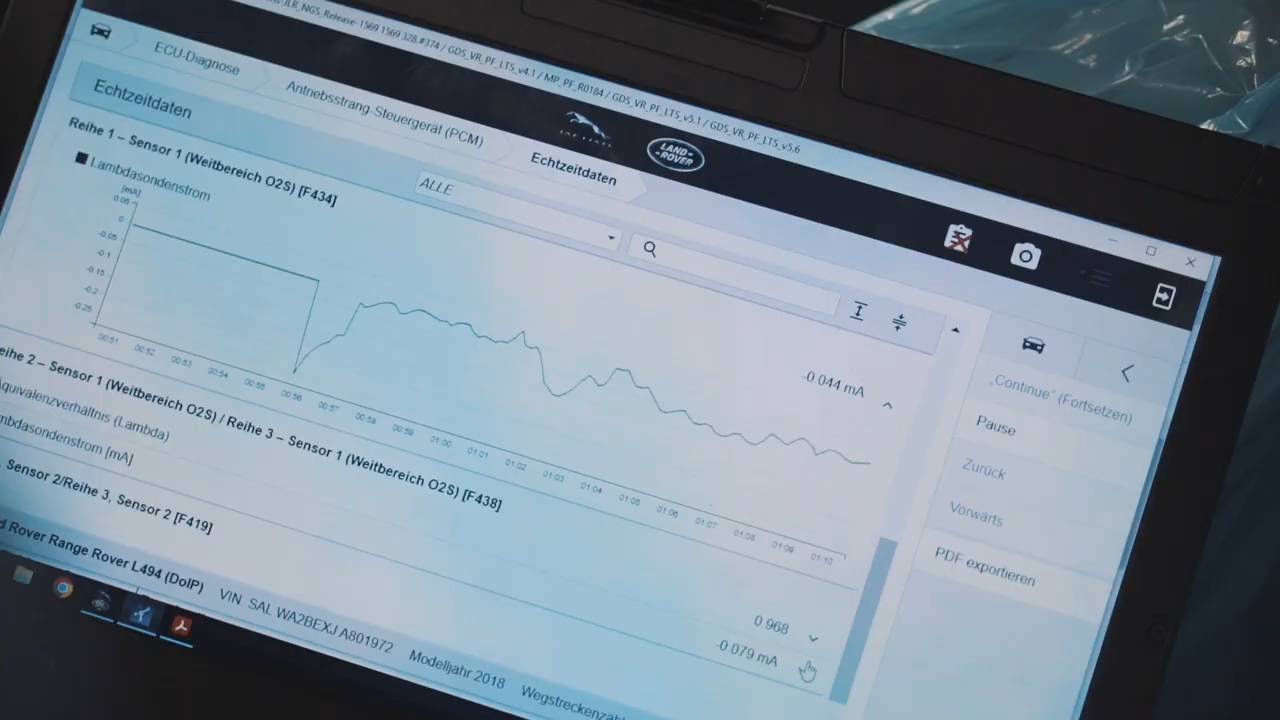 JLR_NGS_Release-1569 1569 328.#374 / GDS_VR_PF_LTS_v4.1 / MP_PF_R0184 / GDS_VR_PF_LTS_v5.1 / GDS_VR_PF_LTS_v5.6
ECU-Diagnose
Antriebsstrang-Steuergerät (PCM)
Echtzeitdaten
LAND-
-ROVER
Echtzeitdaten
ALLE
Reihe 1 – Sensor 1 (Weitbereich O2S) [F434]
Lambdasondenstrom
-0 044 mA
[mA]
0.05
0
-0.05
-0.1
-0.15
-0.2
-0.25
00:51 00:52 00:53 00:54 00:55 00:56 00:57 00:58 00:59 01:00 01:01 01:02 01:03 01:04 01:05 01:06 01:07 01:08 01:09 01:10
eihe 2 – Sensor 1 (Weitbereich O2S) / Reihe 3 – Sensor 1 (Weitbereich O2S) [F438]
Äquivalenzverhältnis (Lambda)
0.968
mbdasondenstrom [mA]
-0.079 mA
Sensor 2/Reihe 3, Sensor 2 [F419]
d Rover Range Rover L494 (DoIP) VIN SAL WA2BEXJ A801972 Modelljahr 2018 Wegstreckenzähl
„Continue" (Fortsetzen)
Pause
Zurück
Vorwärts
PDF exportieren